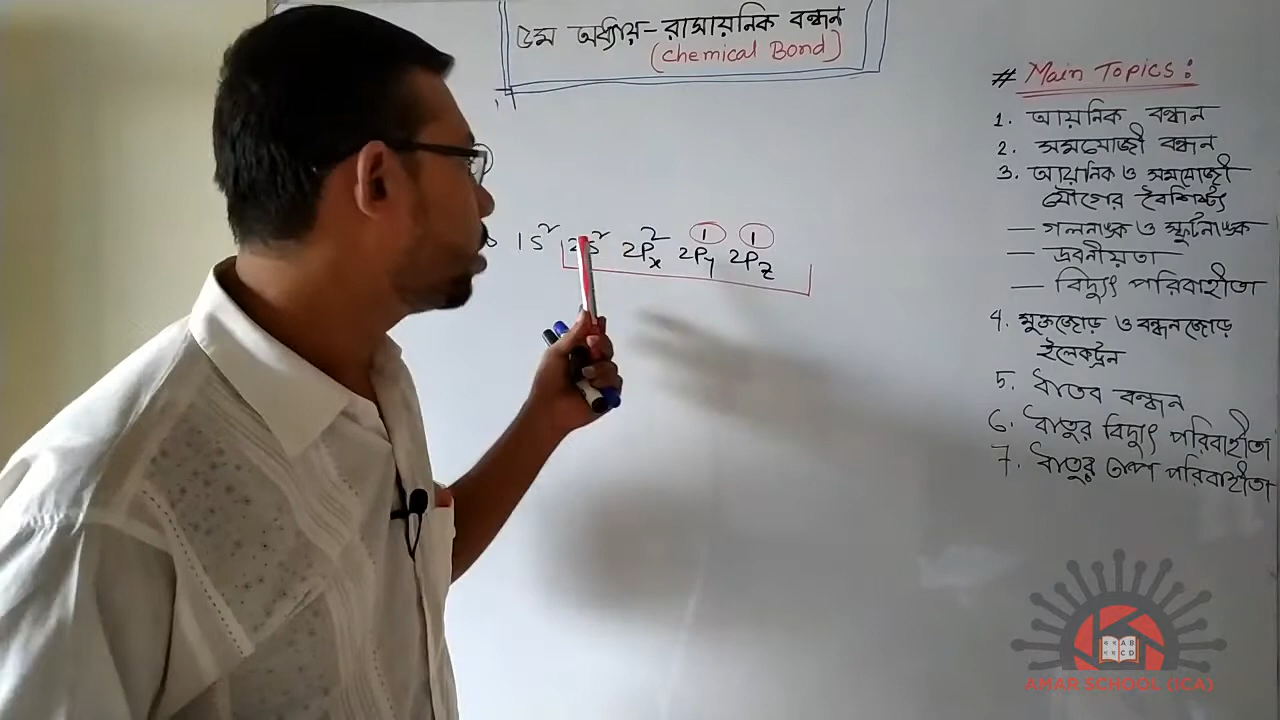 ৫ম অধ্যায় - রাসায়নিক বন্ধন
(Chemical Bond)
1s² 2s² 2Px² 2Py¹ 2Pz¹
# Main Topics :
1. আয়নিক বন্ধন
2. সমযোজী বন্ধন
3. আয়নিক ও সমযোজী
যৌগের বৈশিষ্ট্য
— গলনাঙ্ক ও স্ফুটনাঙ্ক
— দ্রবনীয়তা
— বিদ্যুৎ পরিবাহীতা
4. মুক্তজোড় ও বন্ধনজোড়
ইলেকট্রন
5. ধাতব বন্ধন
6. ধাতুর বিদ্যুৎ পরিবাহীতা
7. ধাতুর তাপ পরিবাহীতা
AMAR SCHOOL (ICA)